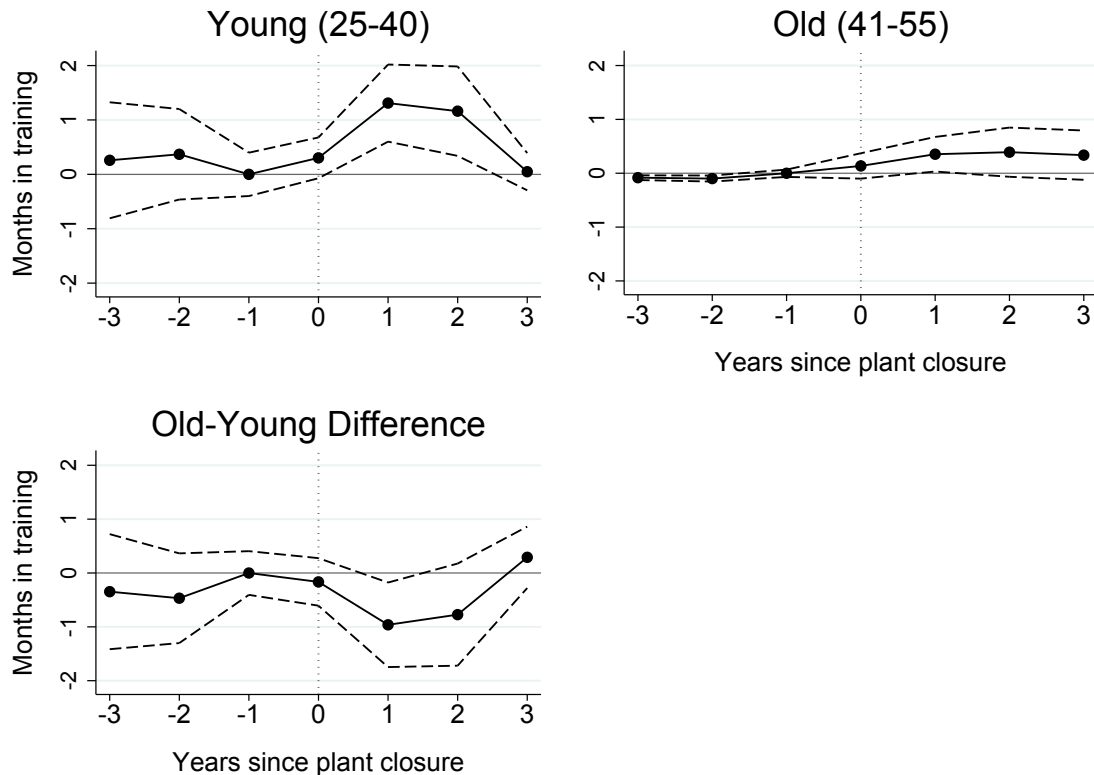 Young (25-40)
Months in training
2
1
0
-1
-2
-3 -2 -1 0 1 2 3
Old (41-55)
2
1
0
-1
-2
-3 -2 -1 0 1 2 3
Years since plant closure
Old-Young Difference
Months in training
2
1
0
-1
-2
-3 -2 -1 0 1 2 3
Years since plant closure